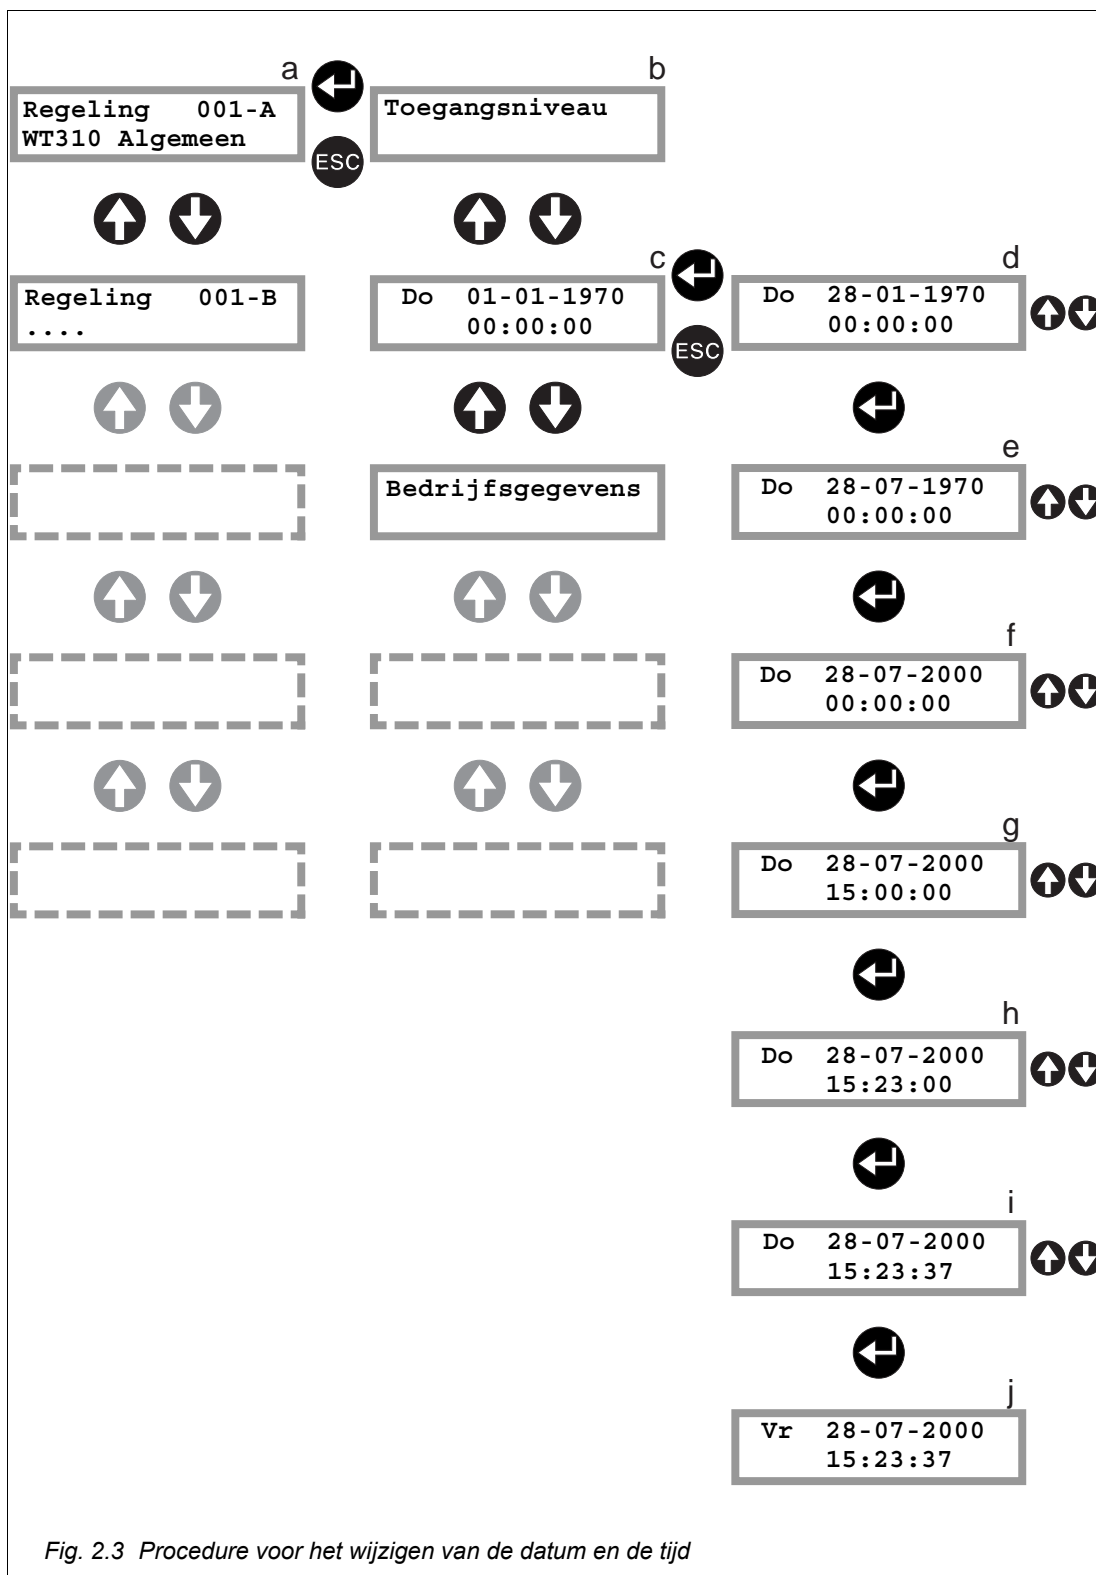 a
b
Regeling 001-A
WT310 Algemeen
ESC
Toegangsniveau
c
d
Regeling 001-B
....
Do 01-01-1970
00:00:00
ESC
Do 28-01-1970
00:00:00
e
Bedrijfsgegevens
Do 28-07-1970
00:00:00
f
Do 28-07-2000
00:00:00
g
Do 28-07-2000
15:00:00
h
Do 28-07-2000
15:23:00
i
Do 28-07-2000
15:23:37
j
Vr 28-07-2000
15:23:37
Fig. 2.3 Procedure voor het wijzigen van de datum en de tijd